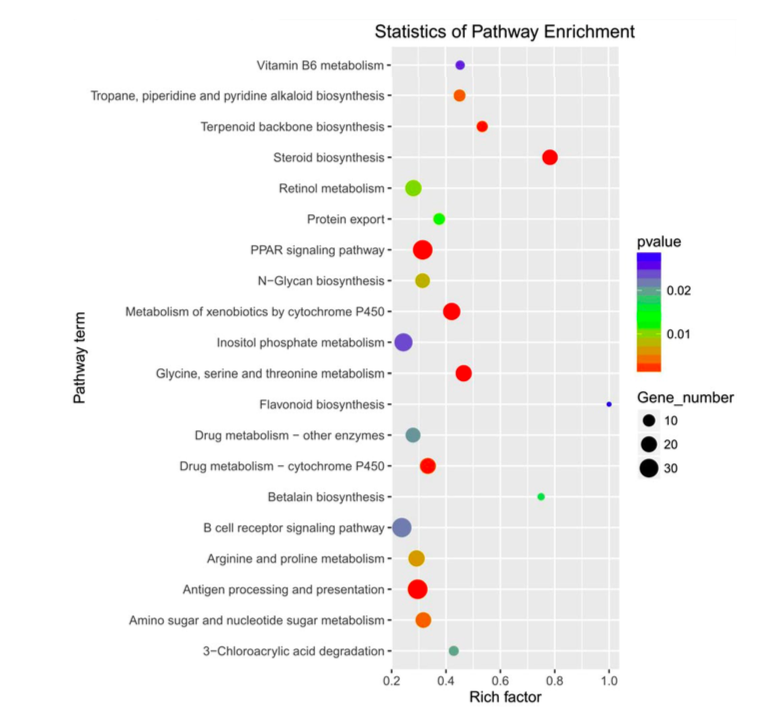 Statistics of Pathway Enrichment
Vitamin B6 metabolism
Tropane, piperidine and pyridine alkaloid biosynthesis
Terpenoid backbone biosynthesis
Steroid biosynthesis
Retinol metabolism
Protein export
PPAR signaling pathway
N−Glycan biosynthesis
Metabolism of xenobiotics by cytochrome P450
Inositol phosphate metabolism
Glycine, serine and threonine metabolism
Flavonoid biosynthesis
Drug metabolism − other enzymes
Drug metabolism − cytochrome P450
Betalain biosynthesis
B cell receptor signaling pathway
Arginine and proline metabolism
Antigen processing and presentation
Amino sugar and nucleotide sugar metabolism
3−Chloroacrylic acid degradation
Pathway term
0.2 0.4 0.6 0.8 1.0
Rich factor
pvalue
0.02
0.01
Gene_number
10
20
30